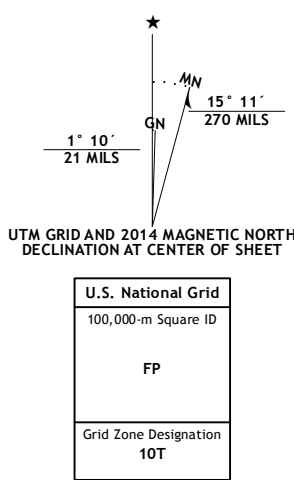 MN
GN
15° 11´
270 MILS
1° 10´
21 MILS
UTM GRID AND 2014 MAGNETIC NORTH
DECLINATION AT CENTER OF SHEET
U.S. National Grid
100,000-m Square ID
FP
Grid Zone Designation
10T